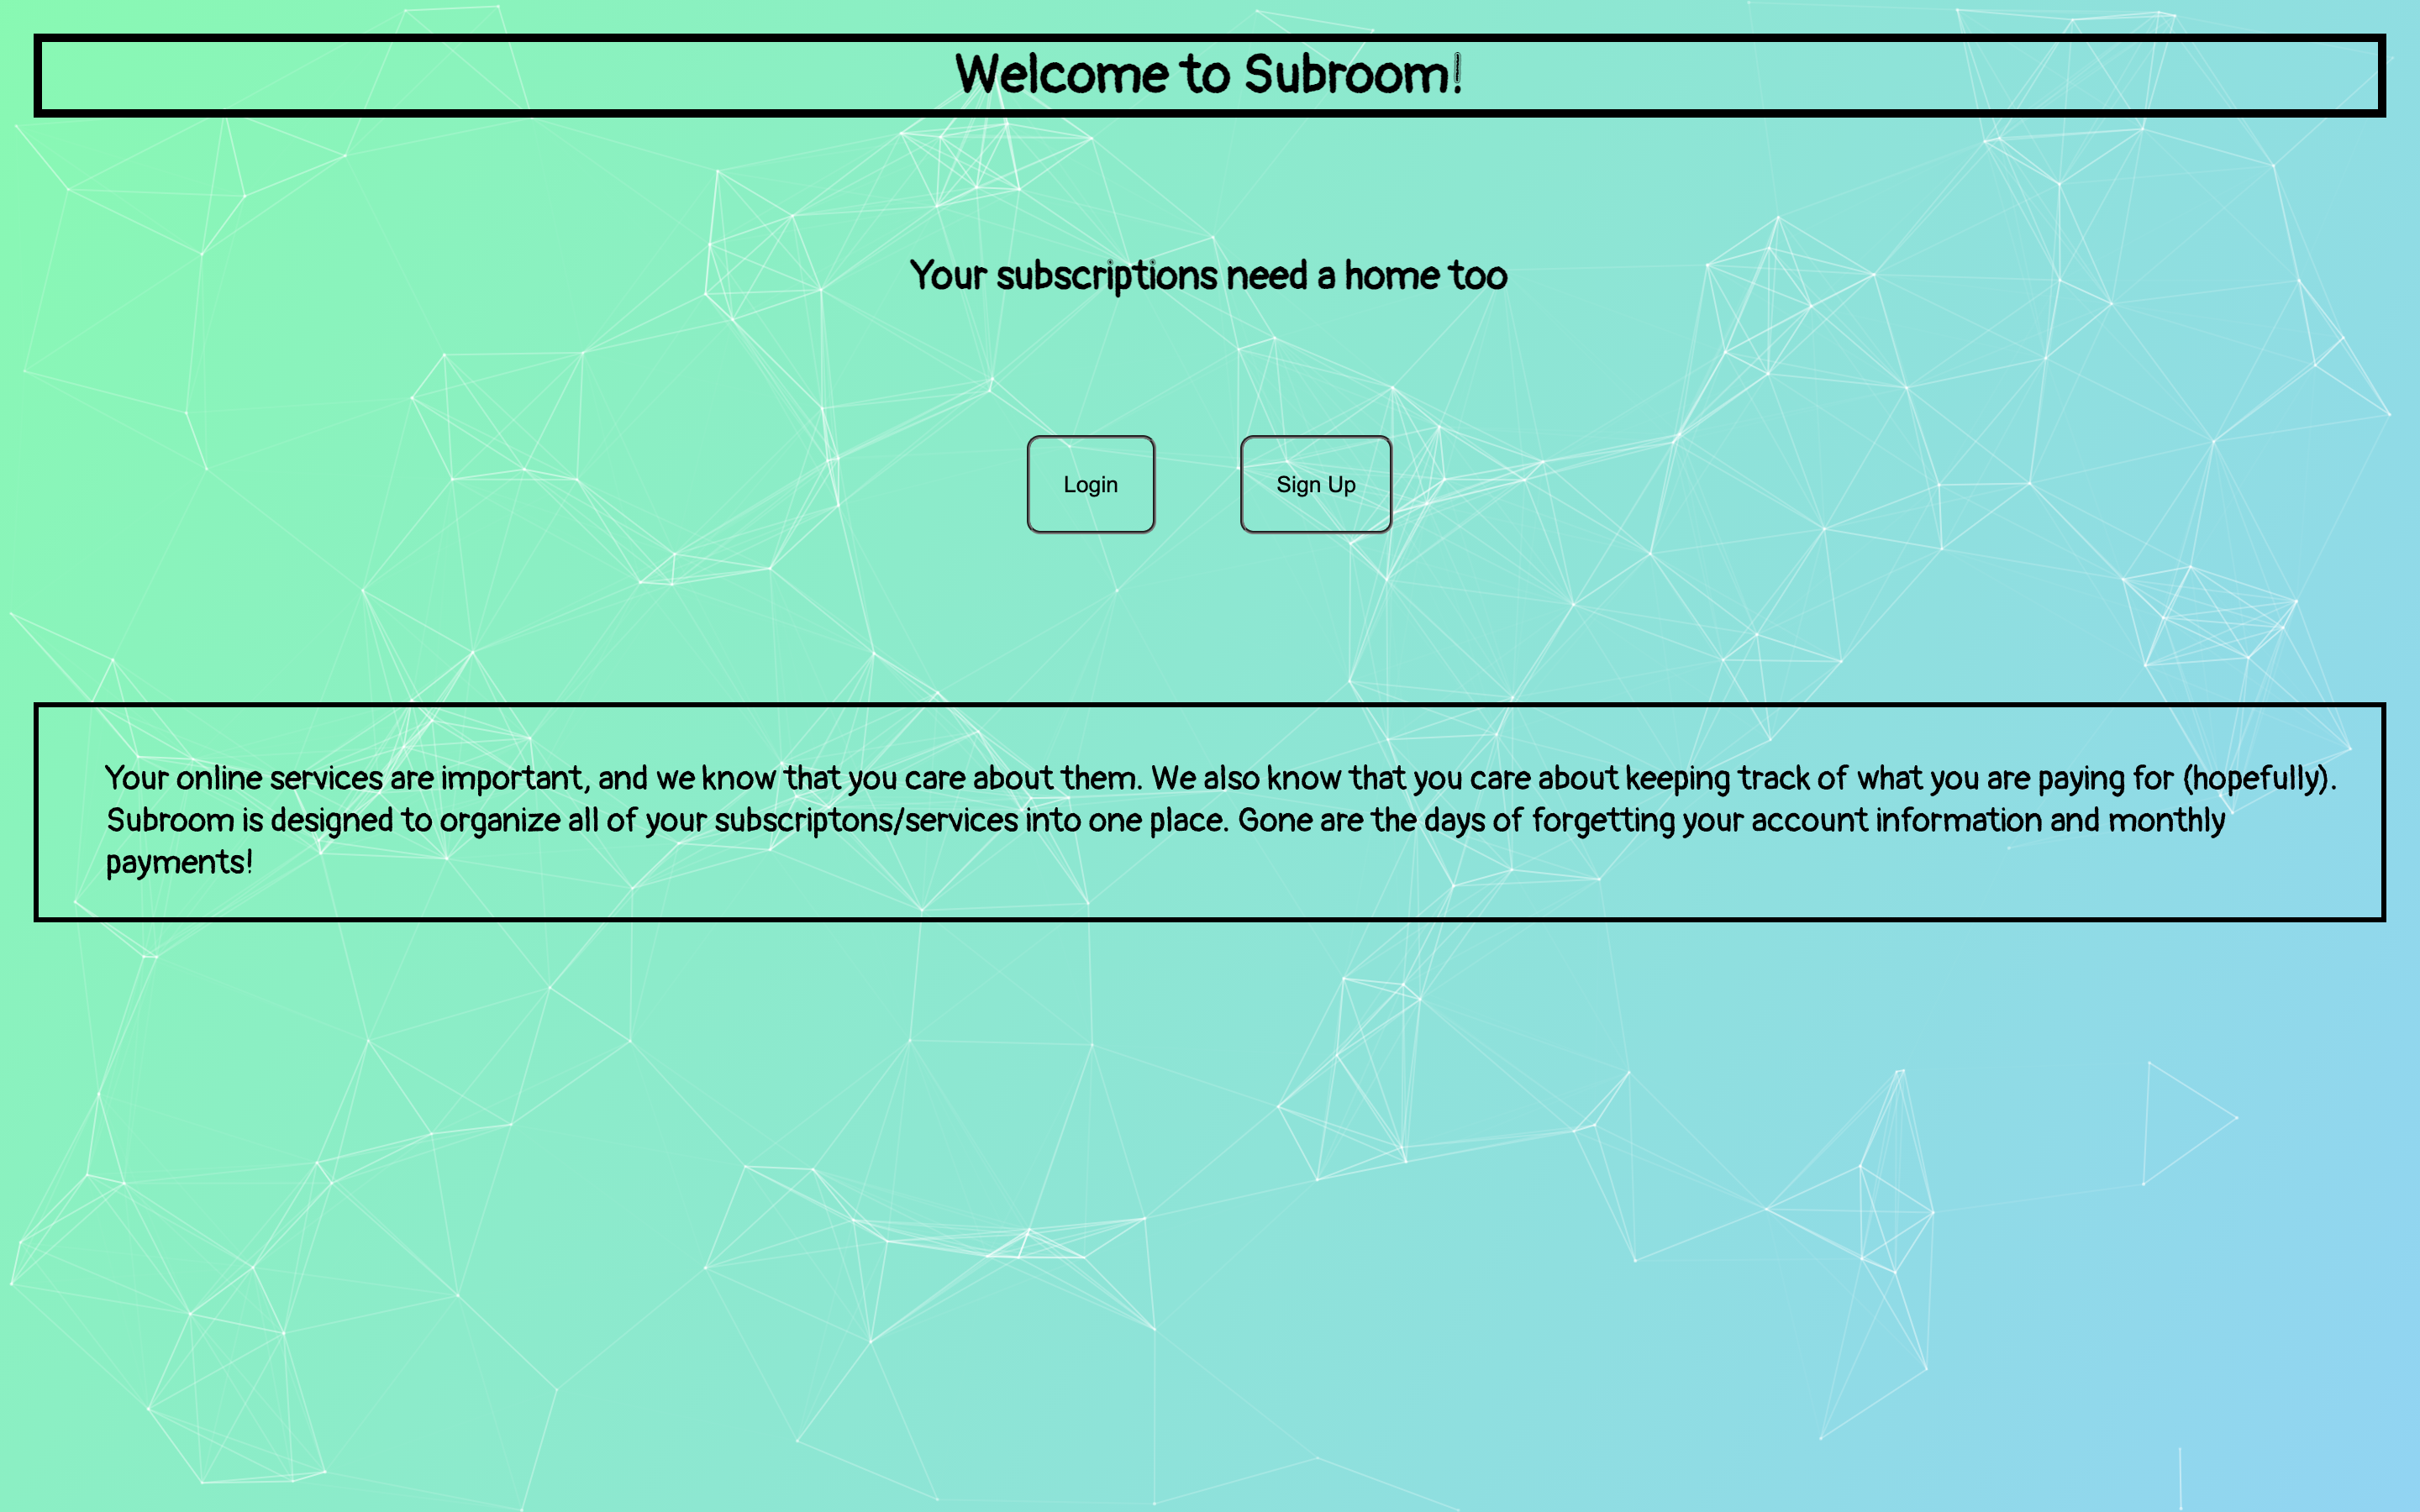 Welcome to Subroom!
Your subscriptions need a home too
Login
Sign Up
Your online services are important, and we know that you care about them. We also know that you care about keeping track of what you are paying for (hopefully).
Subroom is designed to organize all of your subscriptons/services into one place. Gone are the days of forgetting your account information and monthly
payments!